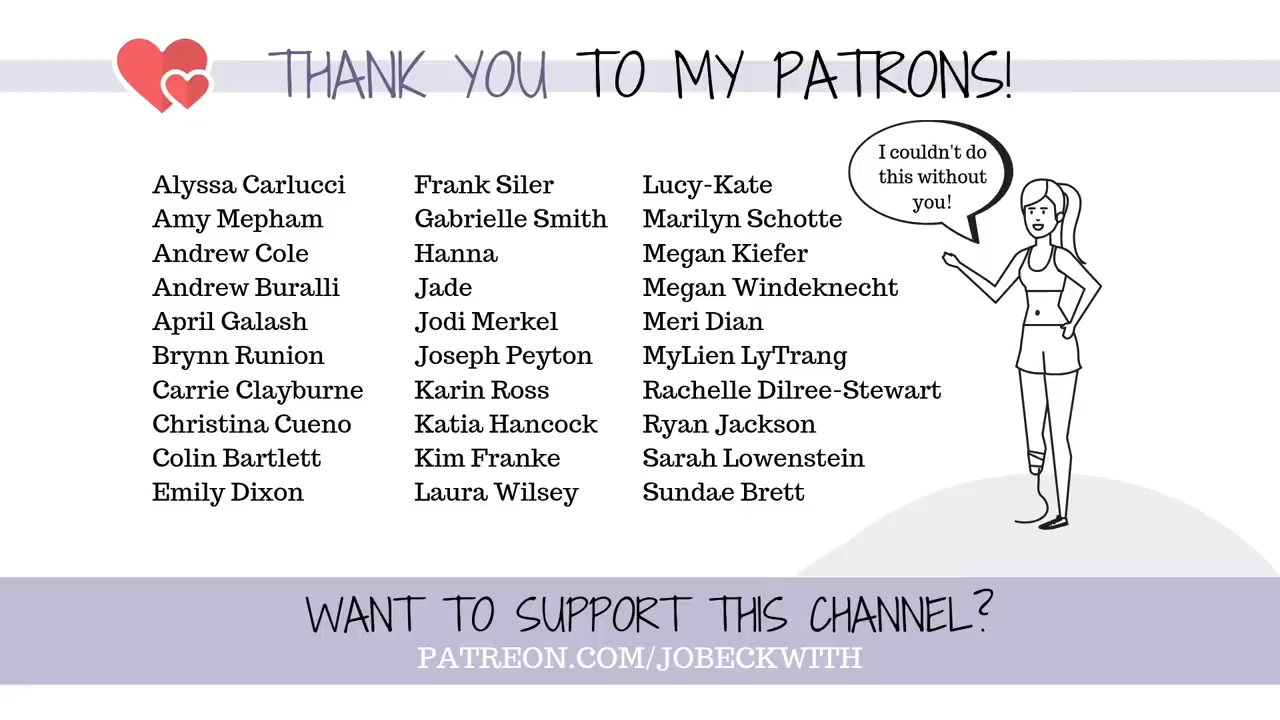 THANK YOU TO MY PATRONS!
I couldn't do
this without
you!
Alyssa Carlucci
Amy Mepham
Andrew Cole
Andrew Buralli
April Galash
Brynn Runion
Carrie Clayburne
Christina Cueno
Colin Bartlett
Emily Dixon
Frank Siler
Gabrielle Smith
Hanna
Jade
Jodi Merkel
Joseph Peyton
Karin Ross
Katia Hancock
Kim Franke
Laura Wilsey
Lucy-Kate
Marilyn Schotte
Megan Kiefer
Megan Windeknecht
Meri Dian
MyLien LyTrang
Rachelle Dilree-Stewart
Ryan Jackson
Sarah Lowenstein
Sundae Brett
WANT TO SUPPORT THIS CHANNEL?
PATREON.COM/JOBECKWITH